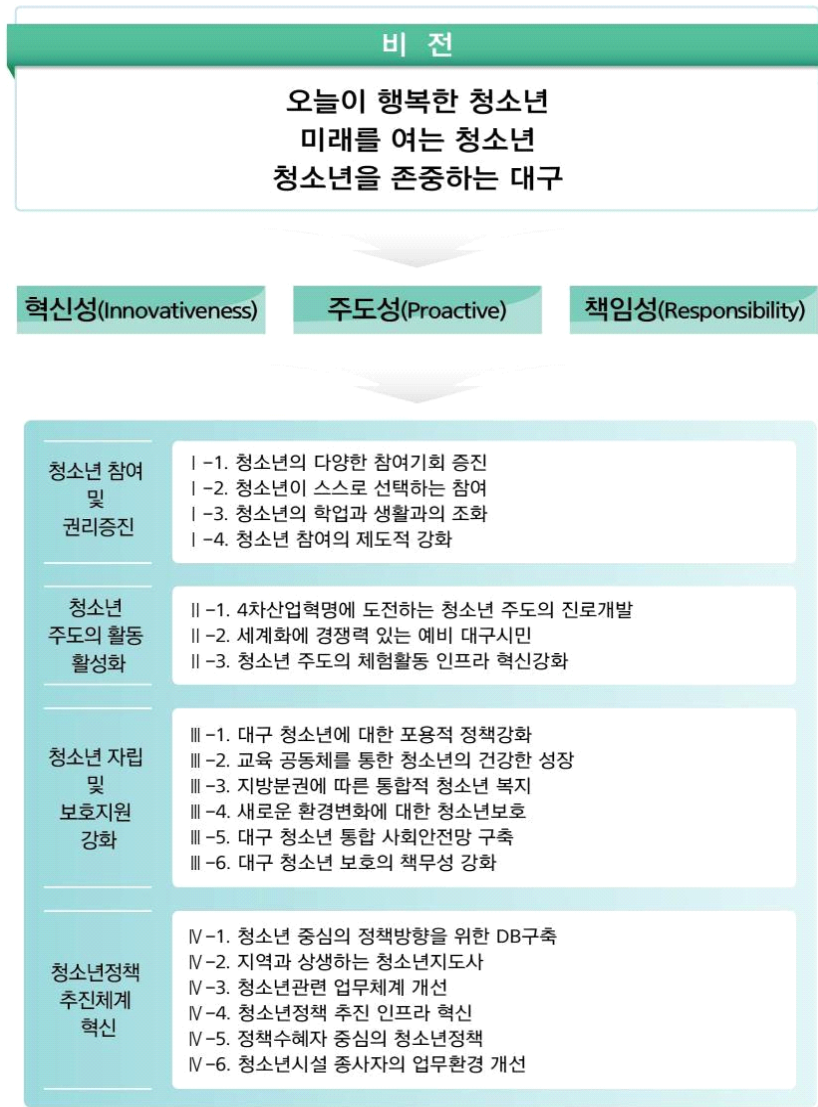 비 전
오늘이 행복한 청소년
미래를 여는 청소년
청소년을 존중하는 대구
혁신성(Innovativeness)
주도성(Proactive)
책임성(Responsibility)
청소년 참여
및
권리증진
Ⅰ-1. 청소년의 다양한 참여기회 증진
Ⅰ-2. 청소년이 스스로 선택하는 참여
Ⅰ-3. 청소년의 학업과 생활과의 조화
Ⅰ-4. 청소년 참여의 제도적 강화
청소년
주도의 활동
활성화
Ⅱ-1. 4차산업혁명에 도전하는 청소년 주도의 진로개발
Ⅱ-2. 세계화에 경쟁력 있는 예비 대구시민
Ⅱ-3. 청소년 주도의 체험활동 인프라 혁신강화
청소년 자립
및
보호지원
강화
Ⅲ-1. 대구 청소년에 대한 포용적 정책강화
Ⅲ-2. 교육 공동체를 통한 청소년의 건강한 성장
Ⅲ-3. 지방분권에 따른 통합적 청소년 복지
Ⅲ-4. 새로운 환경변화에 대한 청소년보호
Ⅲ-5. 대구 청소년 통합 사회안전망 구축
Ⅲ-6. 대구 청소년 보호의 책무성 강화
청소년정책
추진체계
혁신
Ⅳ-1. 청소년 중심의 정책방향을 위한 DB구축
Ⅳ-2. 지역과 상생하는 청소년지도사
Ⅳ-3. 청소년관련 업무체계 개선
Ⅳ-4. 청소년정책 추진 인프라 혁신
Ⅳ-5. 정책수혜자 중심의 청소년정책
Ⅳ-6. 청소년시설 종사자의 업무환경 개선